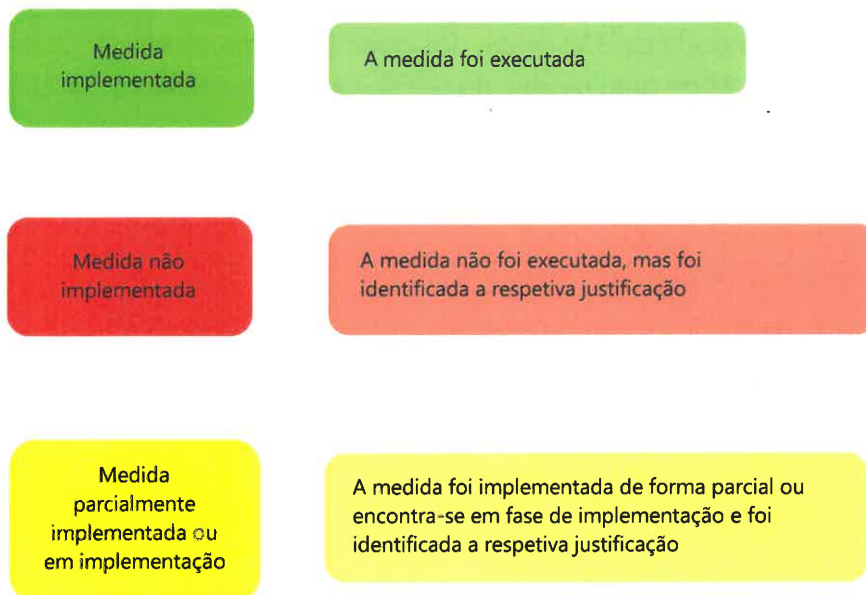 Medida
implementada
A medida foi executada
Medida não
implementada
A medida não foi executada, mas foi
identificada a respetiva justificação
Medida
parcialmente
implementada ou
em implementação
A medida foi implementada de forma parcial ou
encontra-se em fase de implementação e foi
identificada a respetiva justificação